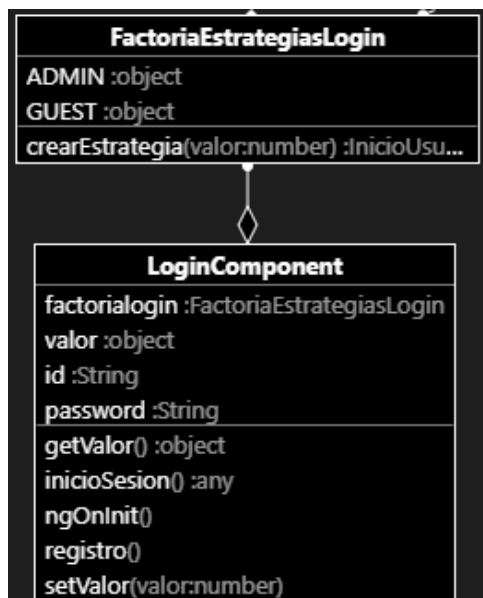 FactoriaEstrategiasLogin
ADMIN :object
GUEST :object
crearEstrategia(valor:number) :InicioUsu...
LoginComponent
factorialogin :FactoriaEstrategiasLogin
valor :object
id :String
password :String
getValor() :object
inicioSesion() :any
ngOnInit()
registro()
setValor(valor:number)